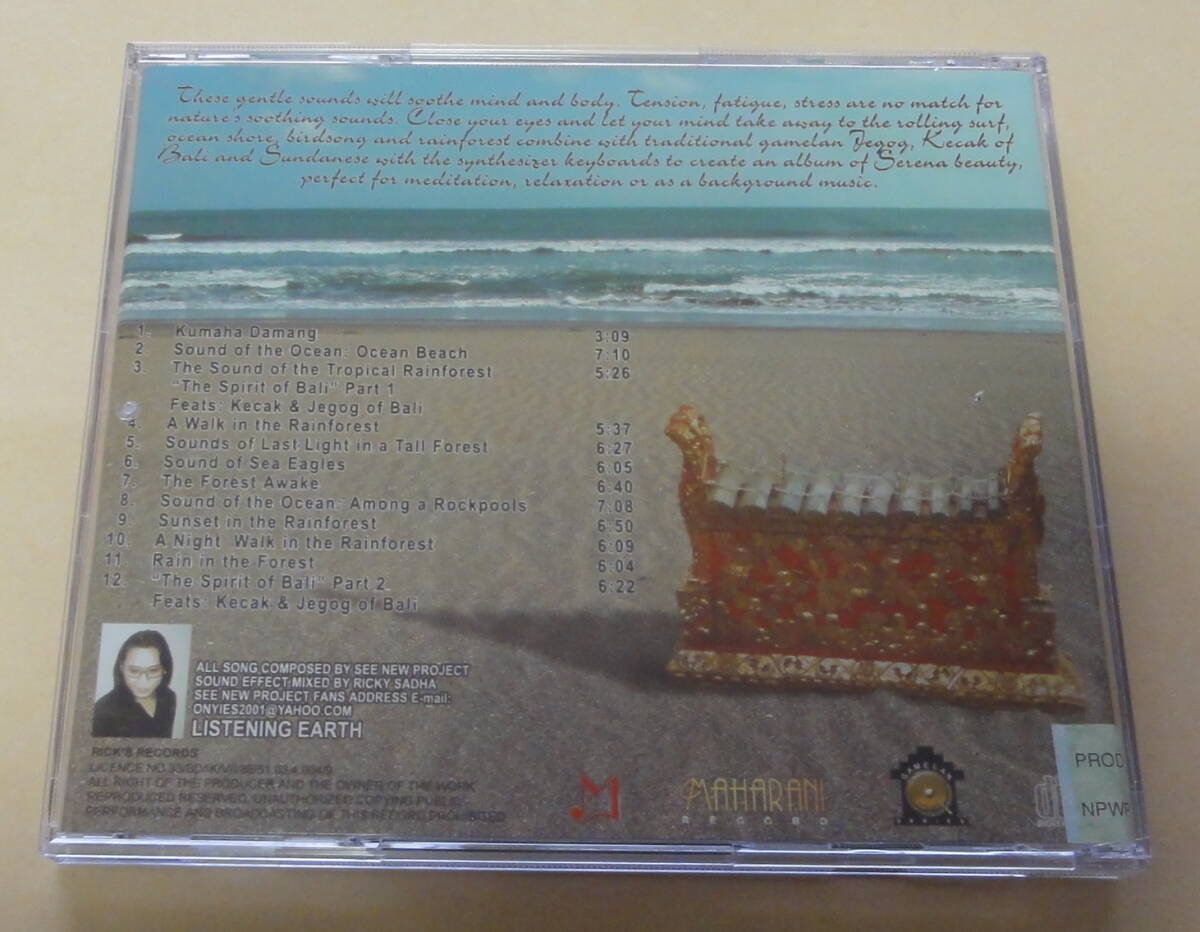 These gentle sounds will soothe mind and body. Tension, fatigue, stress are no match for
nature's soothing sounds. Close your eyes and let your mind take away to the rolling surf,
ocean shore, birdsong and rainforest combine with traditional gamelan Jegog, Kecak of
Bali and Sundanese with the synthesizer keyboards to create an album of Serena beauty,
perfect for meditation, relaxation or as a background music.
1. Kumaha Damang 3:09
2. Sound of the Ocean: Ocean Beach 7:10
3. The Sound of the Tropical Rainforest 5:26
"The Spirit of Bali" Part 1
Feats: Kecak & Jegog of Bali
4. A Walk in the Rainforest 5:37
5. Sounds of Last Light in a Tall Forest 6:27
6. Sound of Sea Eagles 6:05
7. The Forest Awake 6:40
8. Sound of the Ocean: Among a Rockpools 7:08
9. Sunset in the Rainforest 6:50
10. A Night Walk in the Rainforest 6:09
11. Rain in the Forest 6:04
12. "The Spirit of Bali" Part 2 6:22
Feats: Kecak & Jegog of Bali
ALL SONG COMPOSED BY SEE NEW PROJECT
SOUND EFFECT MIXED BY RICKY SADHA
SEE NEW PROJECT FANS ADDRESS E-mail:
ONYIES2001@YAHOO.COM
LISTENING EARTH
RICK'S RECORDS
LICENCE NO
ALL RIGHT OF THE PRODUCER AND THE OWNER OF THE WORK
REPRODUCED RESERVED, UNAUTHORIZED COPYING PUBLIC
PERFORMANCE AND BROADCASTING OF THIS RECORD PROHIBITED
MAHARANI
RECORD
GAMELAN
PROD
NPWP